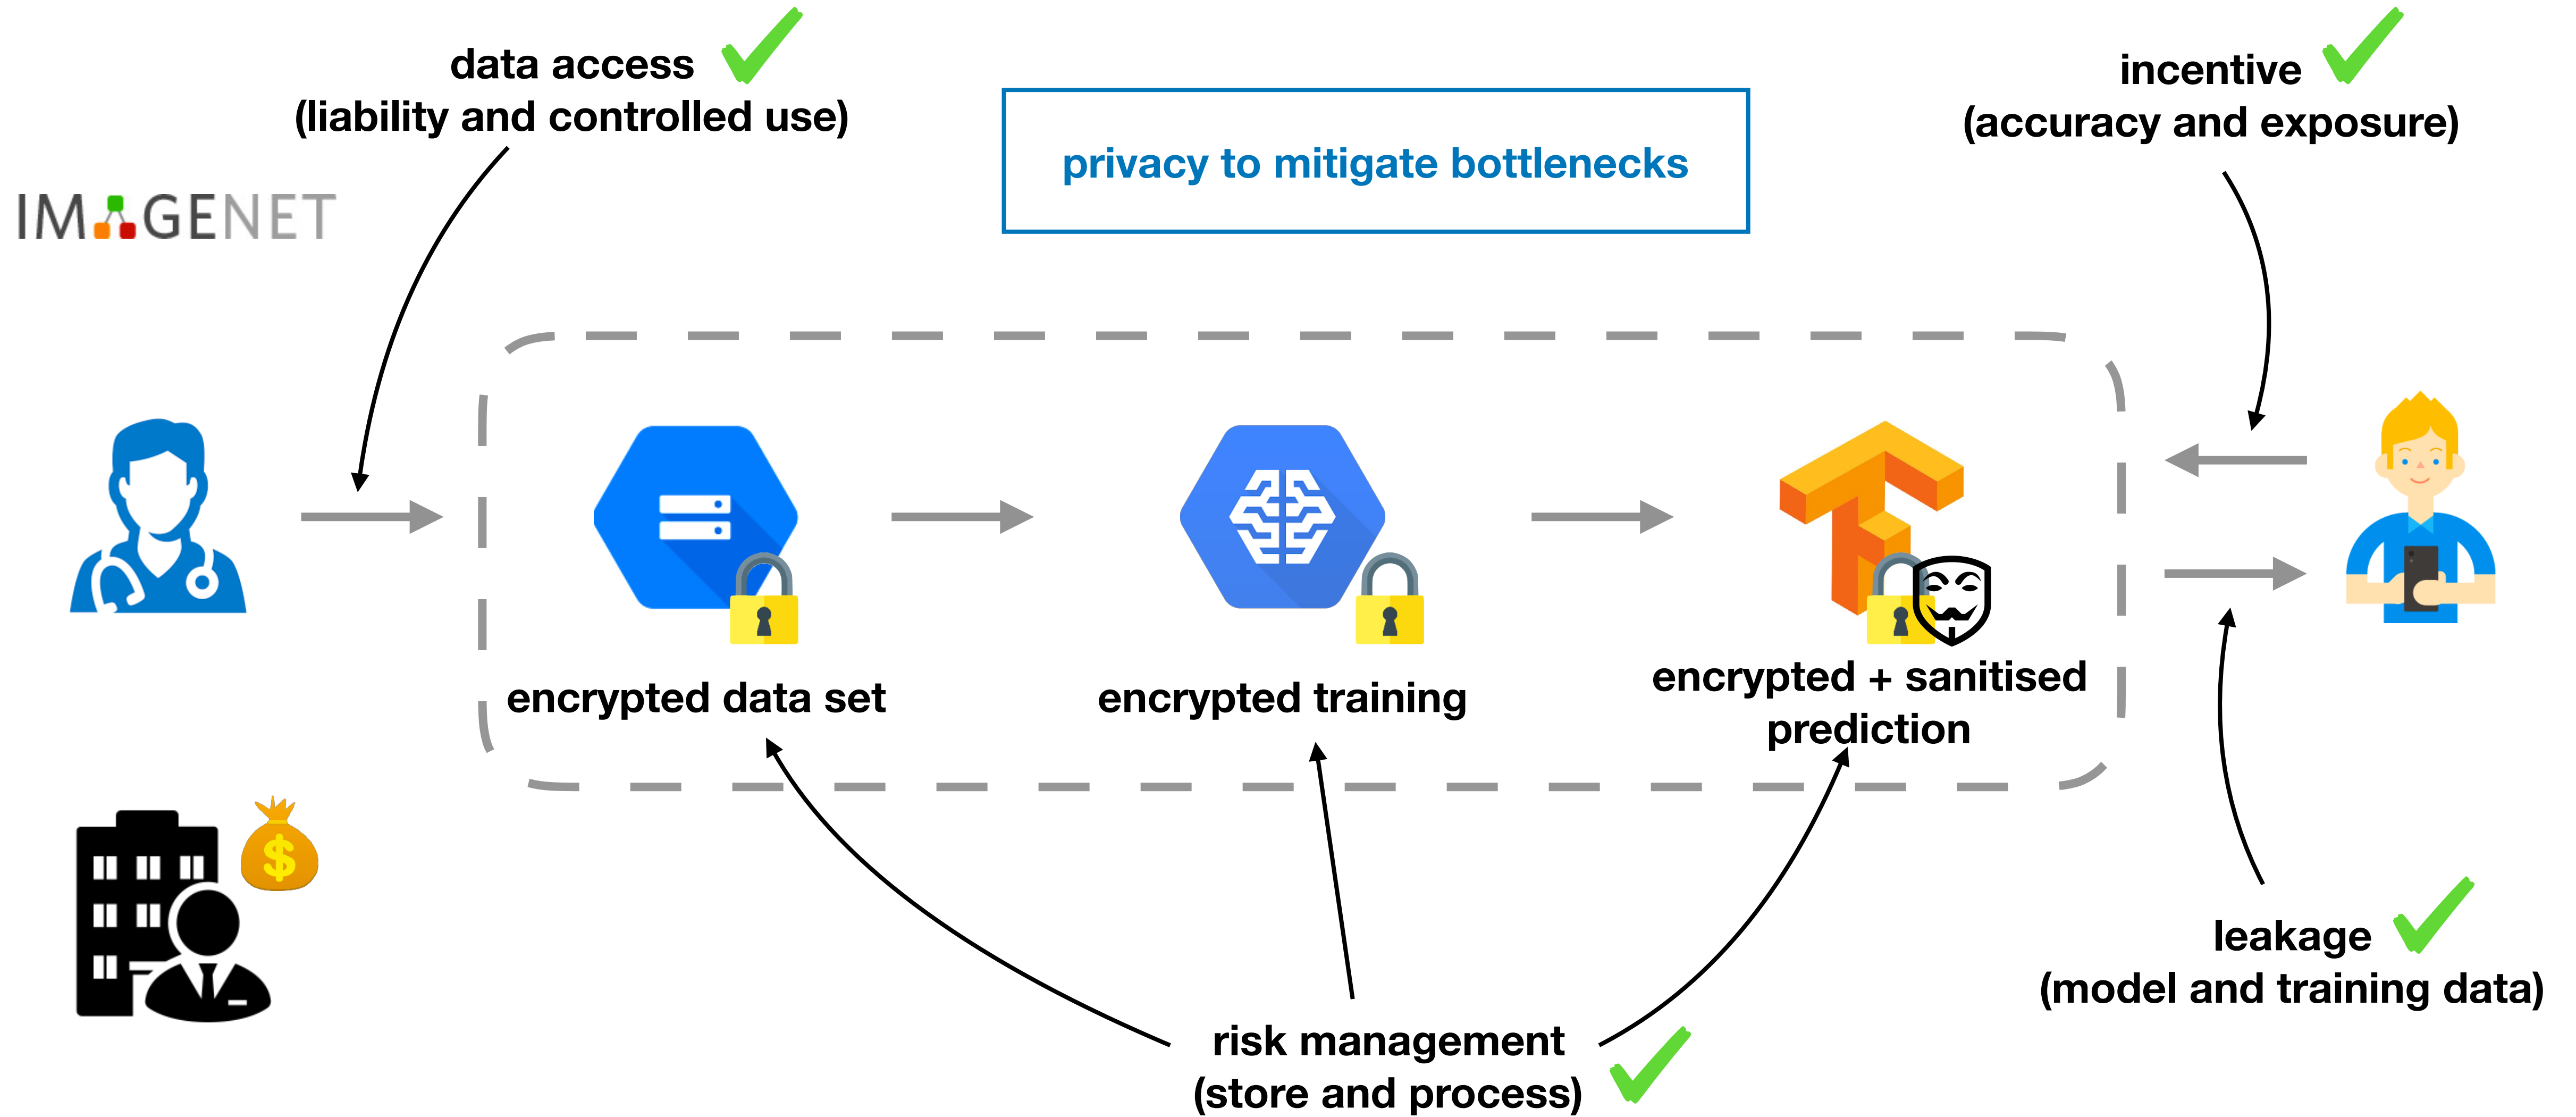 data access
(liability and controlled use)
incentive
(accuracy and exposure)
privacy to mitigate bottlenecks
IMAGENET
encrypted data set
encrypted training
encrypted + sanitised
prediction
leakage
(model and training data)
risk management
(store and process)
$